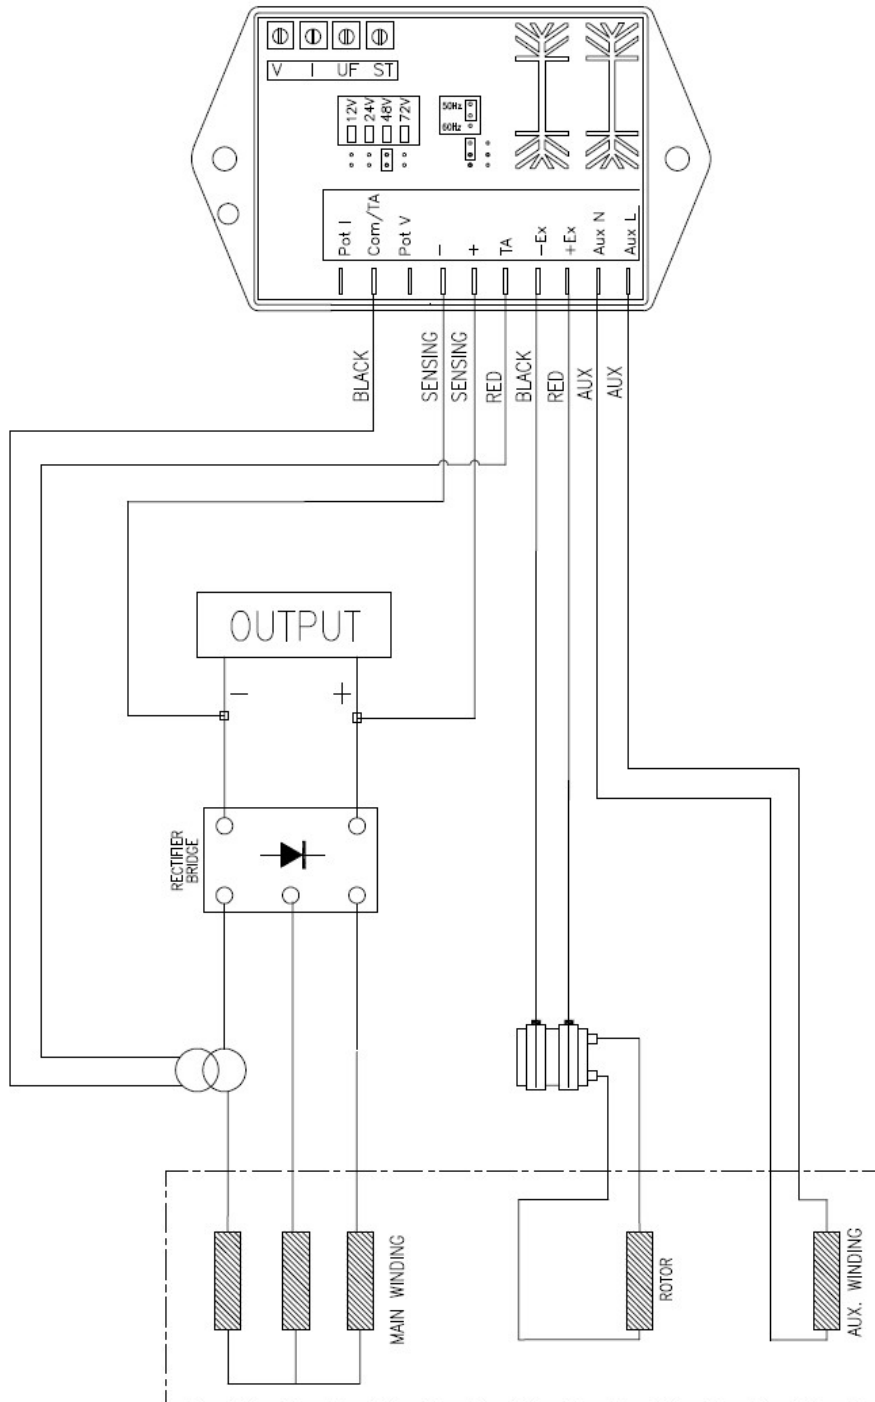 V I UF ST
12V
24V
48V
72V
50Hz
60Hz
Pot I
Com/TA
Pot V
-
+
TA
-Ex
+Ex
Aux N
Aux L
BLACK
SENSING
SENSING
RED
BLACK
RED
AUX
AUX
OUTPUT
- +
RECTIFIER
BRIDGE
MAIN WINDING
ROTOR
AUX. WINDING